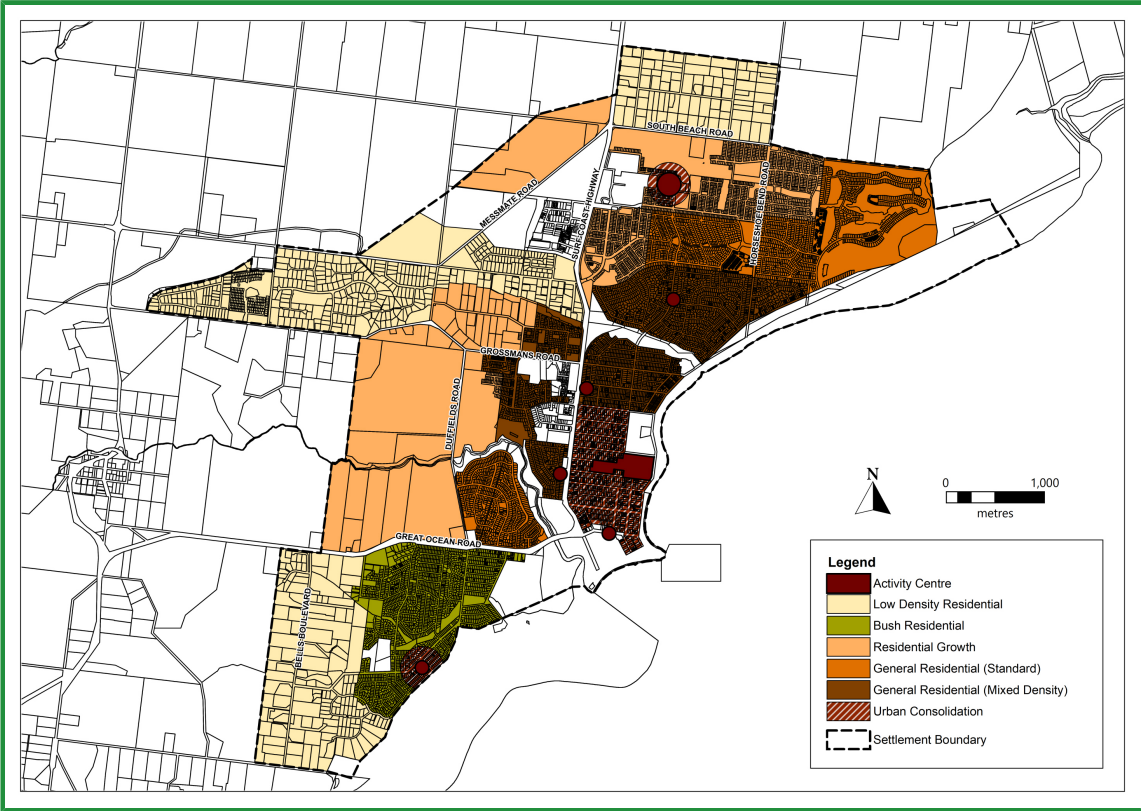 SOUTH BEACH ROAD
MESSMATE ROAD
SURF COAST HIGHWAY
HORSESHOE BEND ROAD
GROSSMANS ROAD
DUFFIELDS ROAD
GREAT OCEAN ROAD
BELLS BOULEVARD
N
0 1,000
metres
Legend
Activity Centre
Low Density Residential
Bush Residential
Residential Growth
General Residential (Standard)
General Residential (Mixed Density)
Urban Consolidation
Settlement Boundary